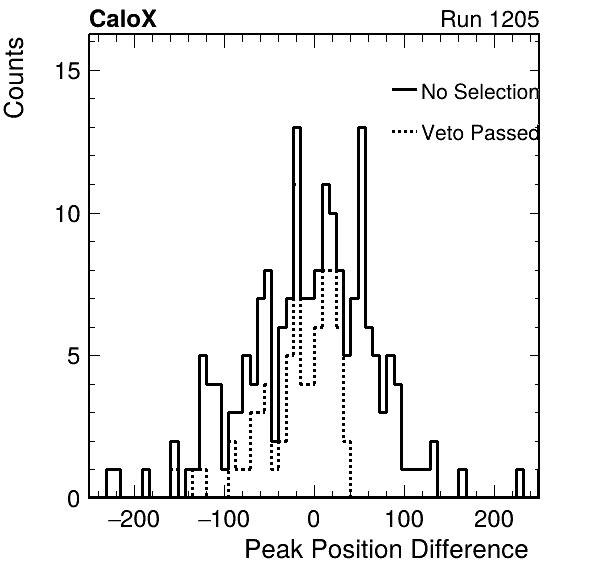 CaloX Run 1205
Counts
15
10
5
0
No Selection
Veto Passed
−200 −100 0 100 200
Peak Position Difference